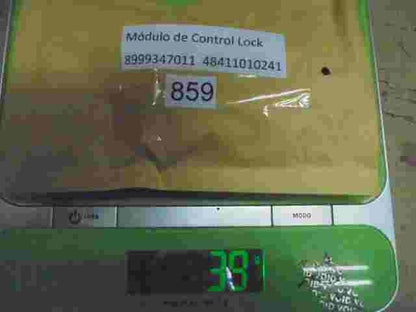 Módulo de Control Lock
8999347011 48411010241
859
MODO
39